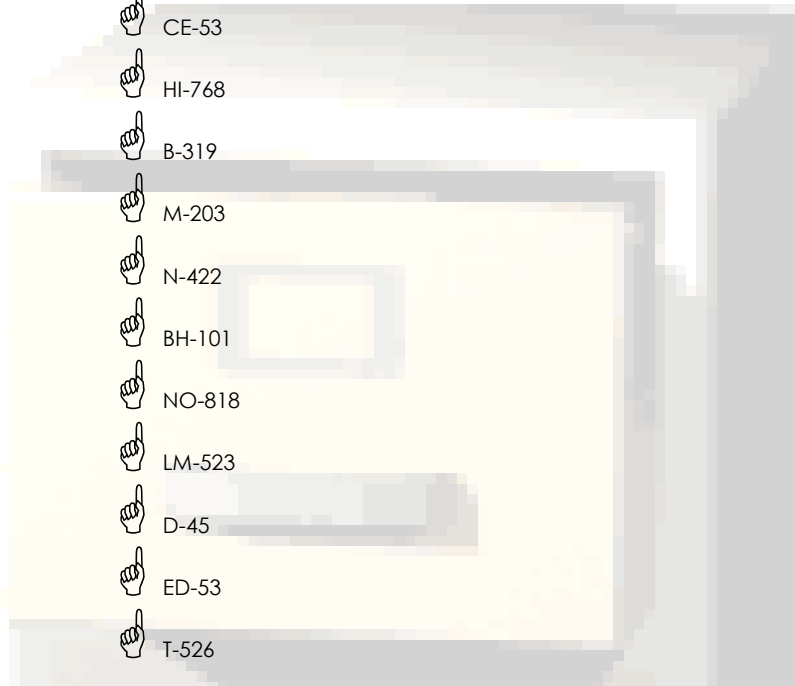 CE-53
HI-768
B-319
M-203
N-422
BH-101
NO-818
LM-523
D-45
ED-53
T-526